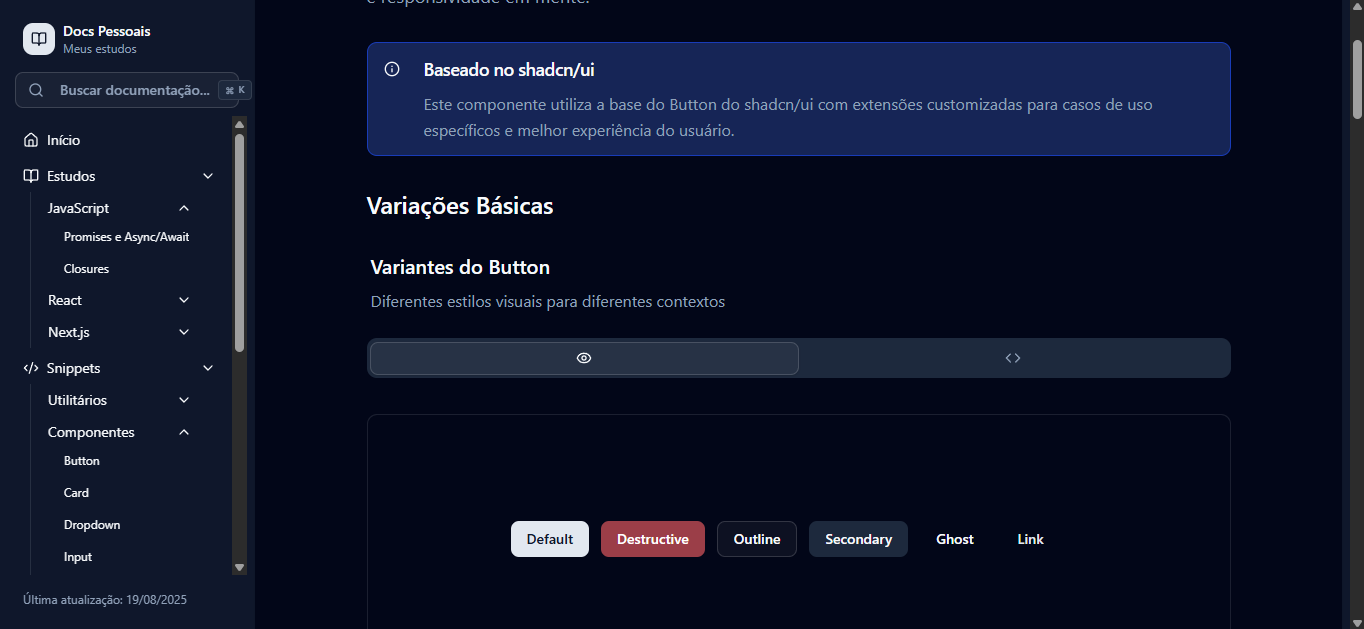 Docs Pessoais
Meus estudos
Buscar documentação...
⌘ K
Início
Estudos
JavaScript
Promises e Async/Await
Closures
React
Next.js
Snippets
Utilitários
Componentes
Button
Card
Dropdown
Input
Última atualização: 19/08/2025
e responsividade em mente.
Baseado no shadcn/ui
Este componente utiliza a base do Button do shadcn/ui com extensões customizadas para casos de uso
específicos e melhor experiência do usuário.
Variações Básicas
Variantes do Button
Diferentes estilos visuais para diferentes contextos
Default Destructive Outline Secondary Ghost Link